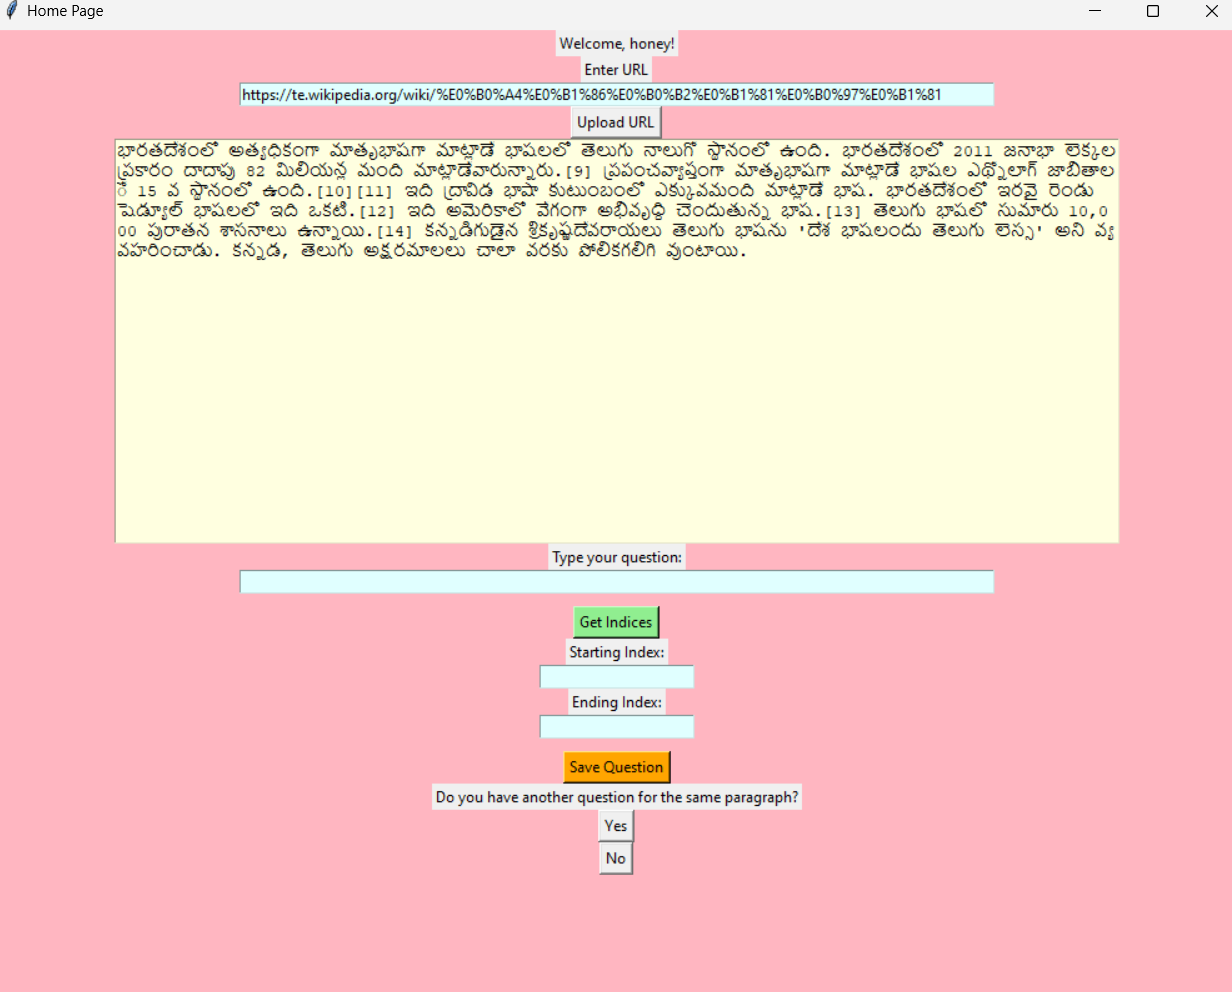 Home Page
Welcome, honey!
Enter URL
https://te.wikipedia.org/wiki/%E0%B0%A4%E0%B1%86%E0%B0%B2%E0%B1%81%E0%B0%97%E0%B1%81
Upload URL
భారతదేశంలో అత్యధికంగా మాతృభాషగా మాట్లాడే భాషలలో తెలుగు నాలుగో స్థానంలో ఉంది. భారతదేశంలో 2011 జనాభా లెక్కల
ప్రకారం దాదాపు 82 మిలియన్ల మంది మాట్లాడేవారున్నారు.[9] ప్రపంచవ్యాప్తంగా మాతృభాషగా మాట్లాడే భాషల ఎథ్నోలాగ్ జాబితాల
ో 15 వ స్థానంలో ఉంది.[10][11] ఇది ద్రావిడ భాషా కుటుంబంలో ఎక్కువమంది మాట్లాడే భాష. భారతదేశంలో ఇరవై రెండు
షెడ్యూల్ భాషలలో ఇది ఒకటి.[12] ఇది అమెరికాలో వేగంగా అభివృద్ధి చెందుతున్న భాష.[13] తెలుగు భాషలో సుమారు 10,0
00 పురాతన శాసనాలు ఉన్నాయి.[14] కన్నడిగుడైన శ్రీకృష్ణదేవరాయలు తెలుగు భాషను 'దేశ భాషలందు తెలుగు లెస్స' అని వ్య
వహరించాడు. కన్నడ, తెలుగు అక్షరమాలలు చాలా వరకు పోలికగలిగి వుంటాయి.
Type your question:
Get Indices
Starting Index:
Ending Index:
Save Question
Do you have another question for the same paragraph?
Yes
No